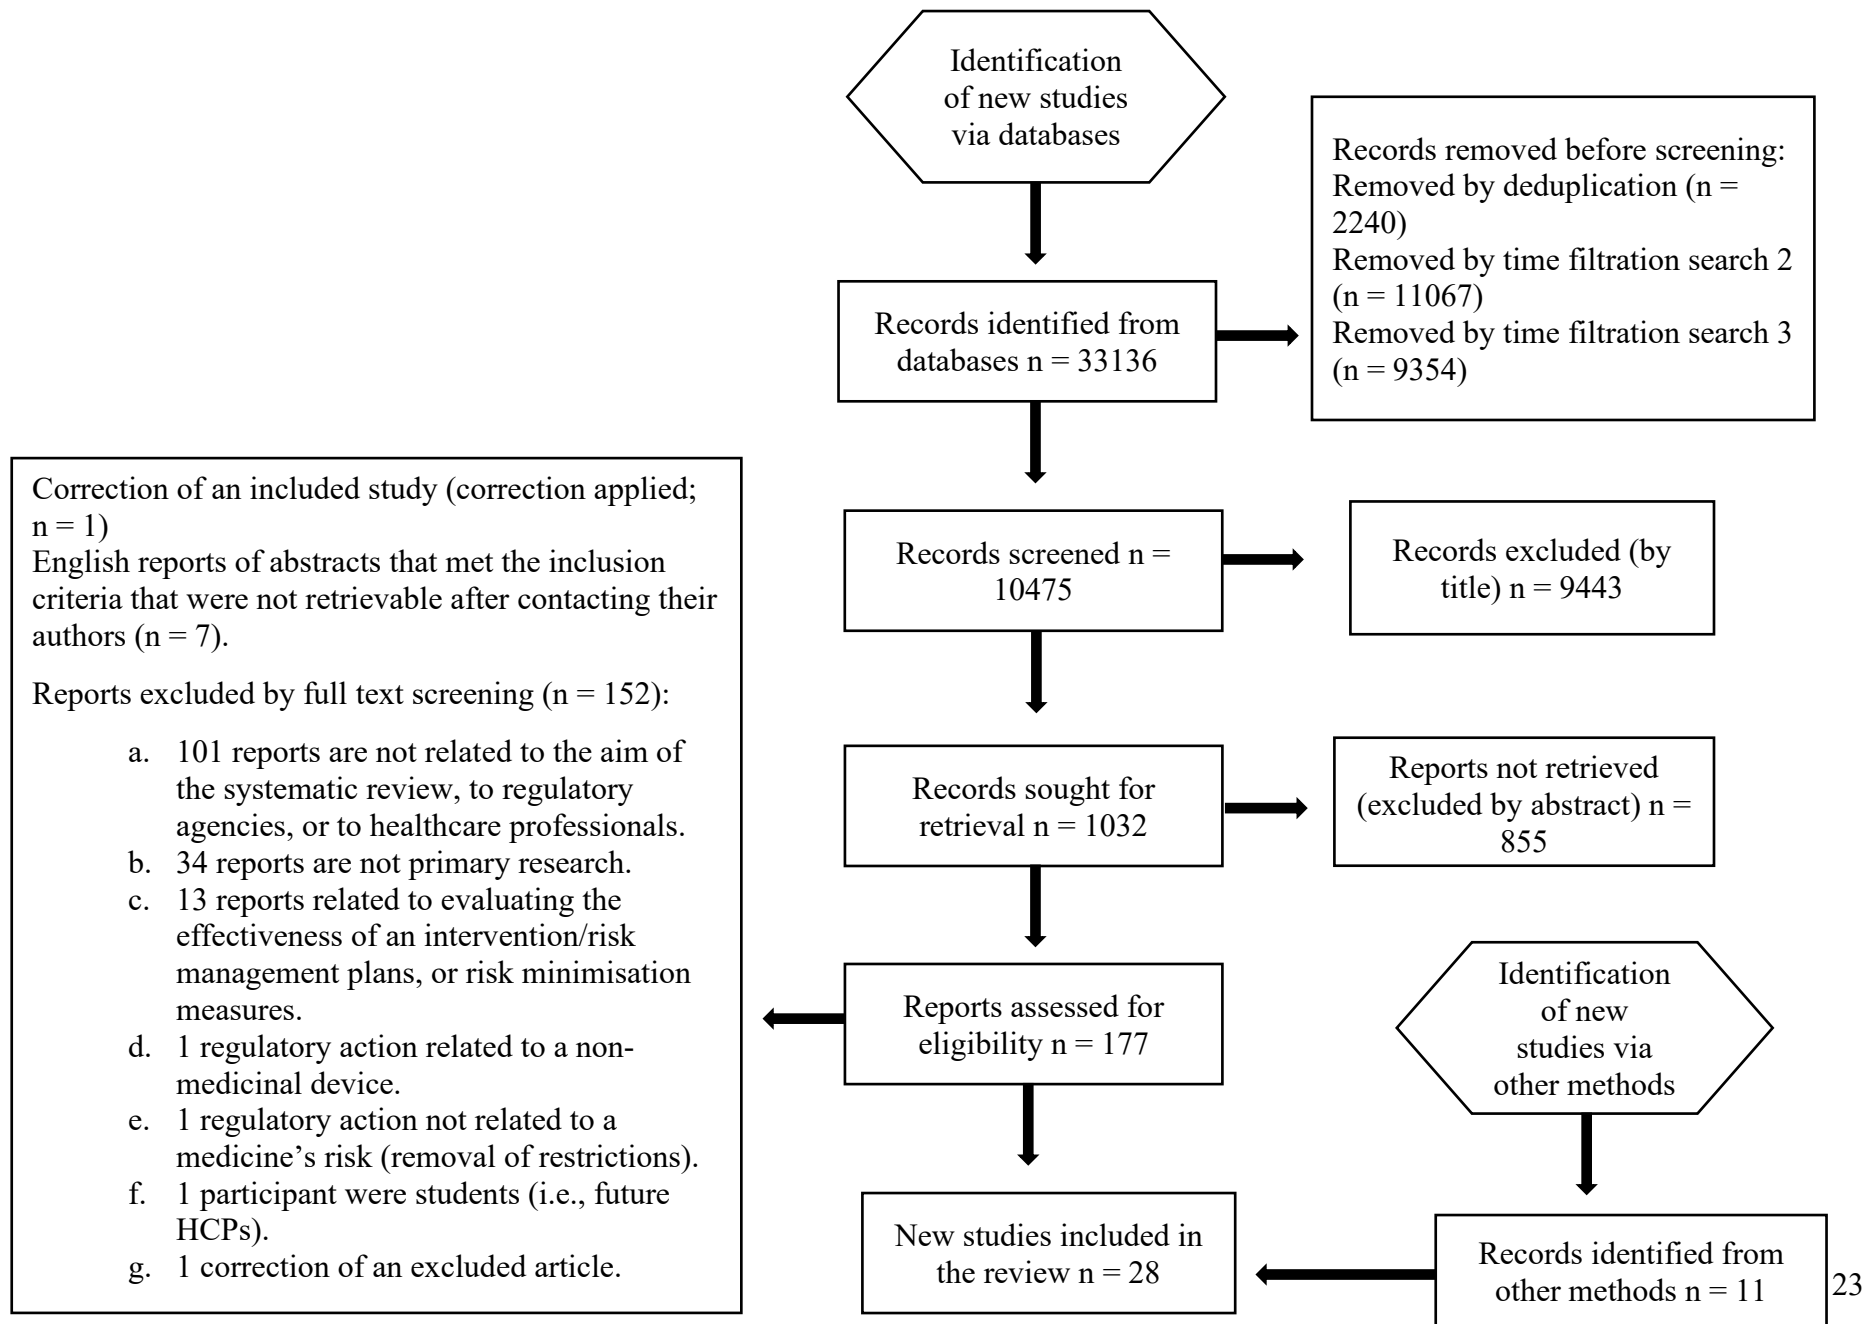 Identification
of new studies
via databases
Records removed before screening:
Removed by deduplication (n =
2240)
Removed by time filtration search 2
(n = 11067)
Removed by time filtration search 3
(n = 9354)
Records identified from
databases n = 33136
Correction of an included study (correction applied;
n = 1)
English reports of abstracts that met the inclusion
criteria that were not retrievable after contacting their
authors (n = 7).
Reports excluded by full text screening (n = 152):
a. 101 reports are not related to the aim of
the systematic review, to regulatory
agencies, or to healthcare professionals.
b. 34 reports are not primary research.
c. 13 reports related to evaluating the
effectiveness of an intervention/risk
management plans, or risk minimisation
measures.
d. 1 regulatory action related to a non-
medicinal device.
e. 1 regulatory action not related to a
medicine’s risk (removal of restrictions).
f. 1 participant were students (i.e., future
HCPs).
g. 1 correction of an excluded article.
Records screened n =
10475
Records excluded (by
title) n = 9443
Records sought for
retrieval n = 1032
Reports not retrieved
(excluded by abstract) n =
855
Reports assessed for
eligibility n = 177
Identification
of new
studies via
other methods
New studies included in
the review n = 28
Records identified from
other methods n = 11
23